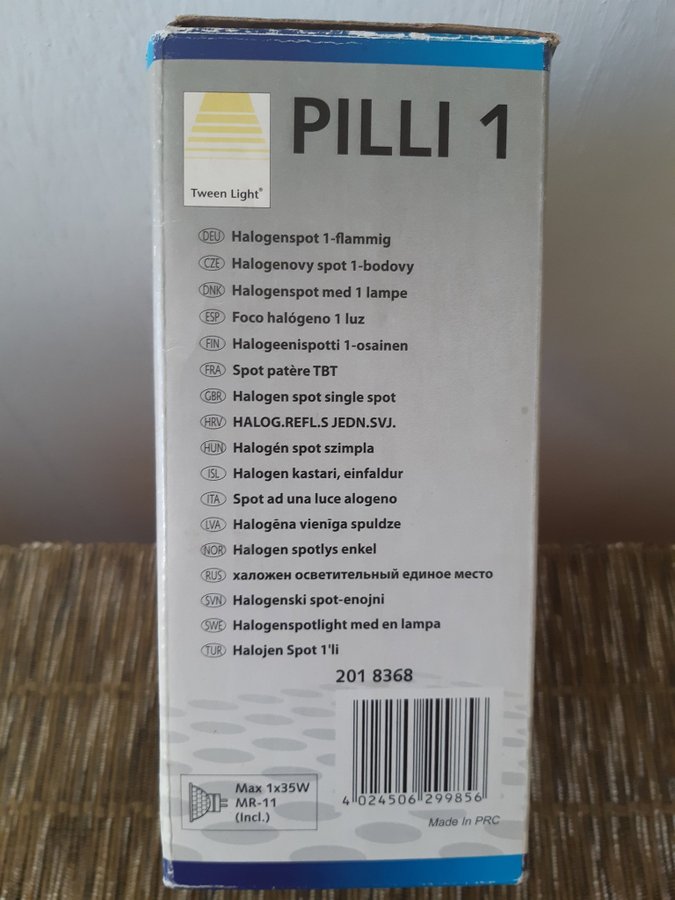 PILLI 1
Tween Light®
DEU Halogenspot 1-flammig
CZE Halogenovy spot 1-bodovy
DNK Halogenspot med 1 lampe
ESP Foco halógeno 1 luz
FIN Halogeenispotti 1-osainen
FRA Spot patère TBT
GBR Halogen spot single spot
HRV HALOG.REFL.S JEDN.SVJ.
HUN Halogén spot szimpla
ISL Halogen kastari, einfaldur
ITA Spot ad una luce alogeno
LVA Halogēna vienīga spuldze
NOR Halogen spotlys enkel
RUS халожен осветительный единое место
SVN Halogenski spot-enojni
SWE Halogenspotlight med en lampa
TUR Halojen Spot 1'li
201 8368
Max 1x35W
MR-11
(Incl.)
4 024506 299856
Made In PRC